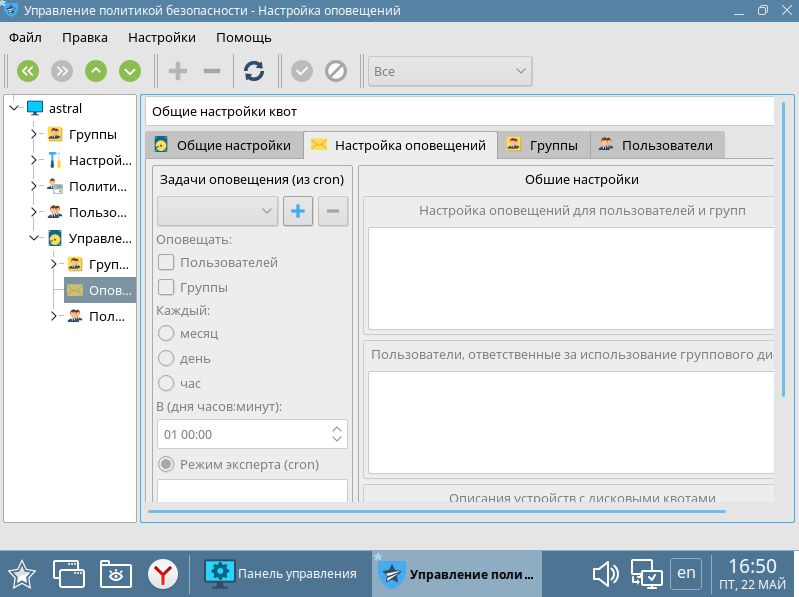 Управление политикой безопасности - Настройка оповещений
Файл Правка Настройки Помощь
Все
astral
Группы
Настрой...
Полити...
Пользо...
Управле...
Груп...
Опов...
Пол...
Общие настройки квот
Общие настройки Настройка оповещений Группы Пользователи
Задачи оповещения (из cron)
Оповещать:
Пользователей
Группы
Каждый:
месяц
день
час
В (дня часов:минут):
01 00:00
Режим эксперта (cron)
Обшие настройки
Настройка оповещений для пользователей и групп
Пользователи, ответственные за использование группового ди
Описания устройств с дисковыми квотами
Панель управления
Управление поли...
en
16:50
ПТ, 22 МАЙ